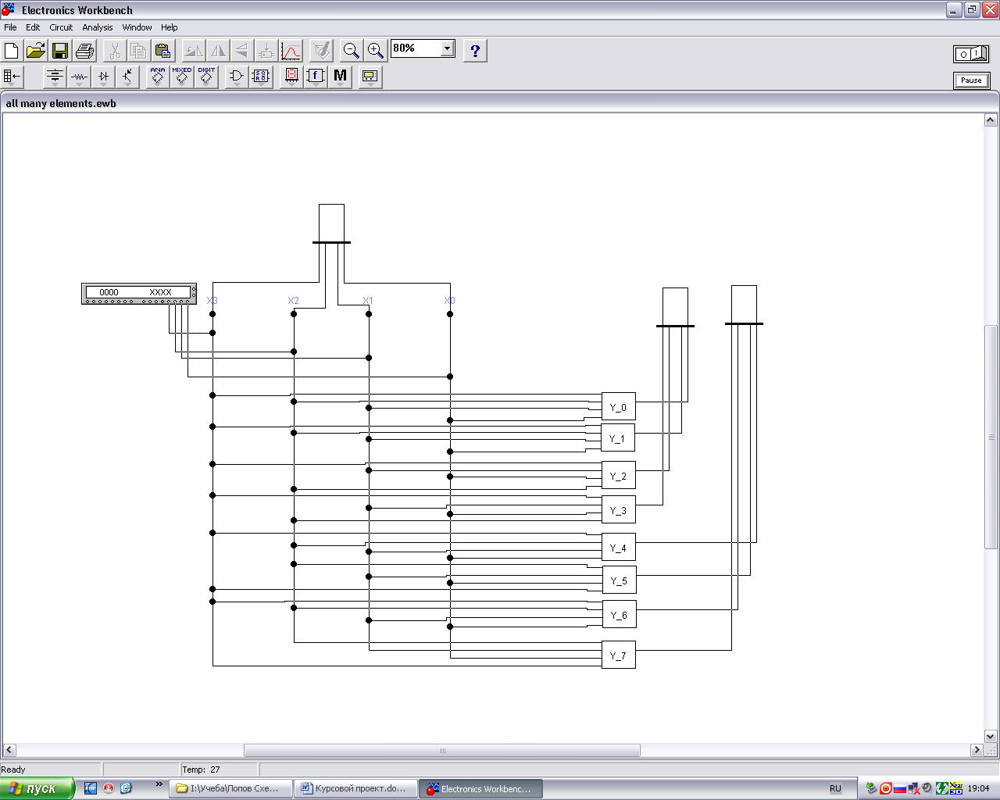 Electronics Workbench
File Edit Circuit Analysis Window Help
80%
?
O I
ANA MIXED DIGIT
f M
Pause
all many elements.ewb
0000 XXXX
X3 X2 X1 X0
Y_0
Y_1
Y_2
Y_3
Y_4
Y_5
Y_6
Y_7
Ready
Temp: 27
пуск
I:\Учеба\Попов Схе...
Курсовой проект.do...
Electronics Workbenc...
RU
19:04